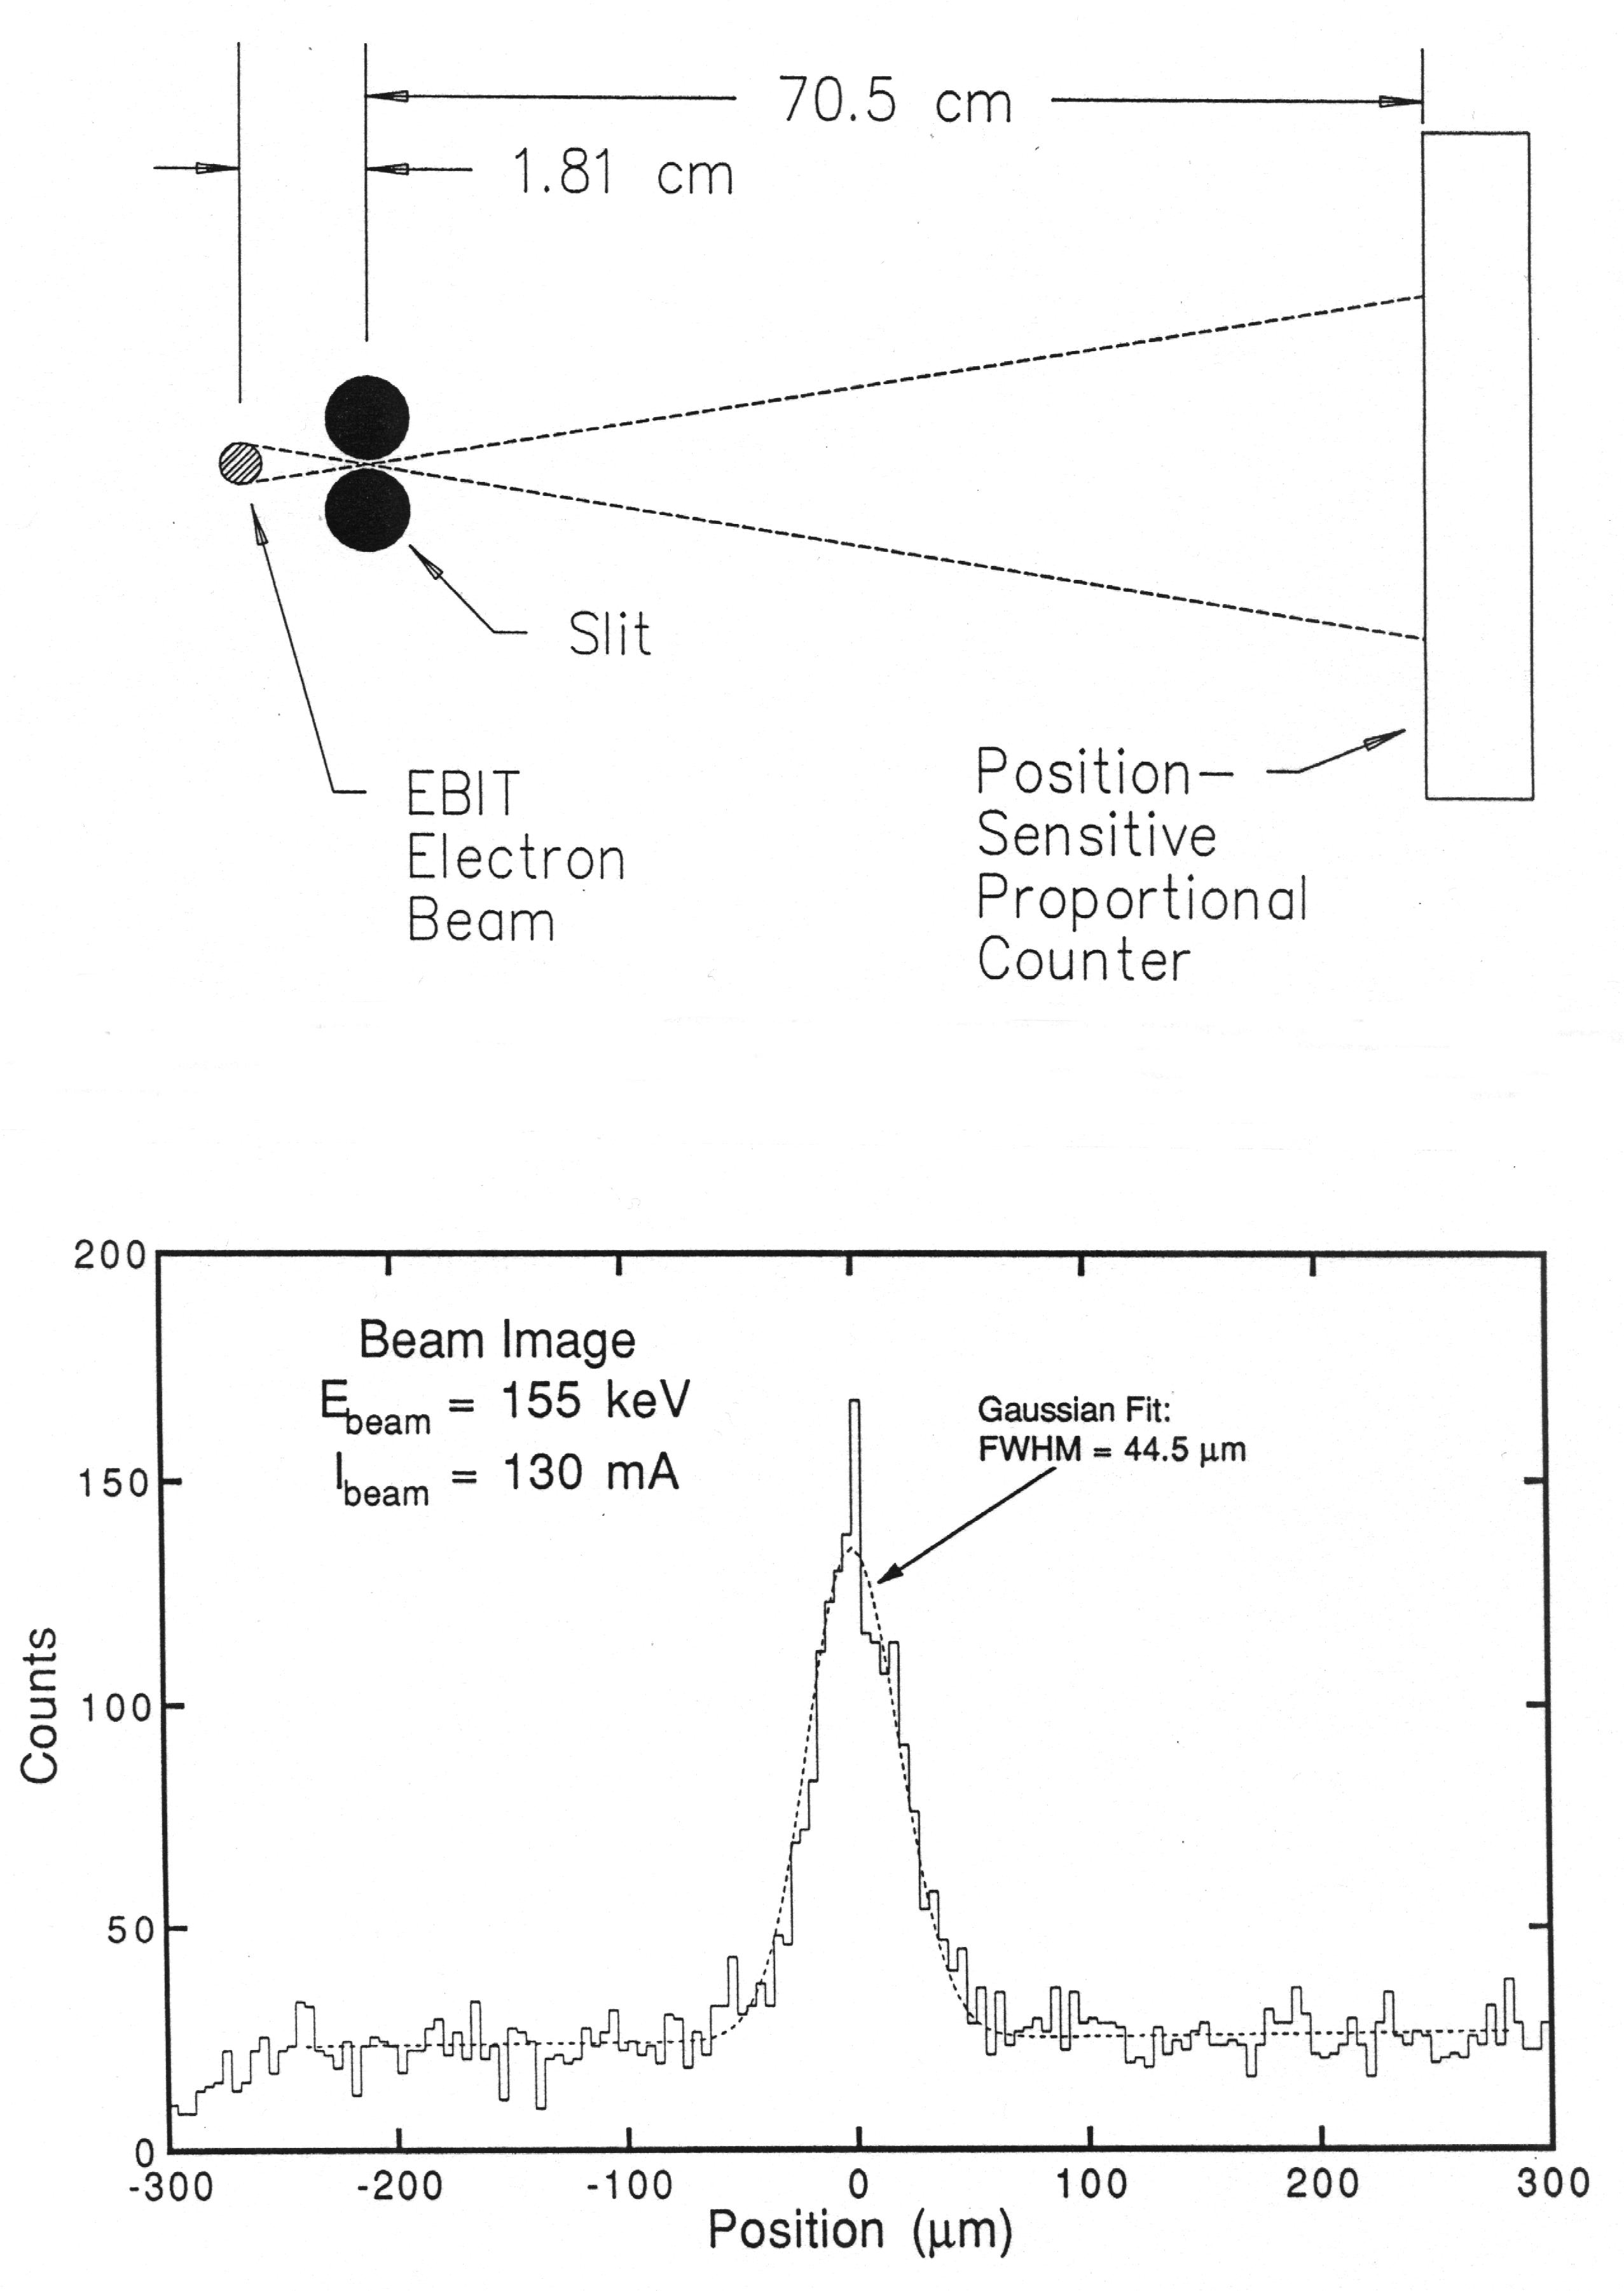 70.5 cm
1.81 cm
Slit
EBIT
Electron
Beam
Position-
Sensitive
Proportional
Counter
200
150
100
50
0
Counts
Beam Image
Ebeam = 155 keV
Ibeam = 130 mA
Gaussian Fit:
FWHM = 44.5 μm
-300 -200 -100 0 100 200 300
Position (μm)